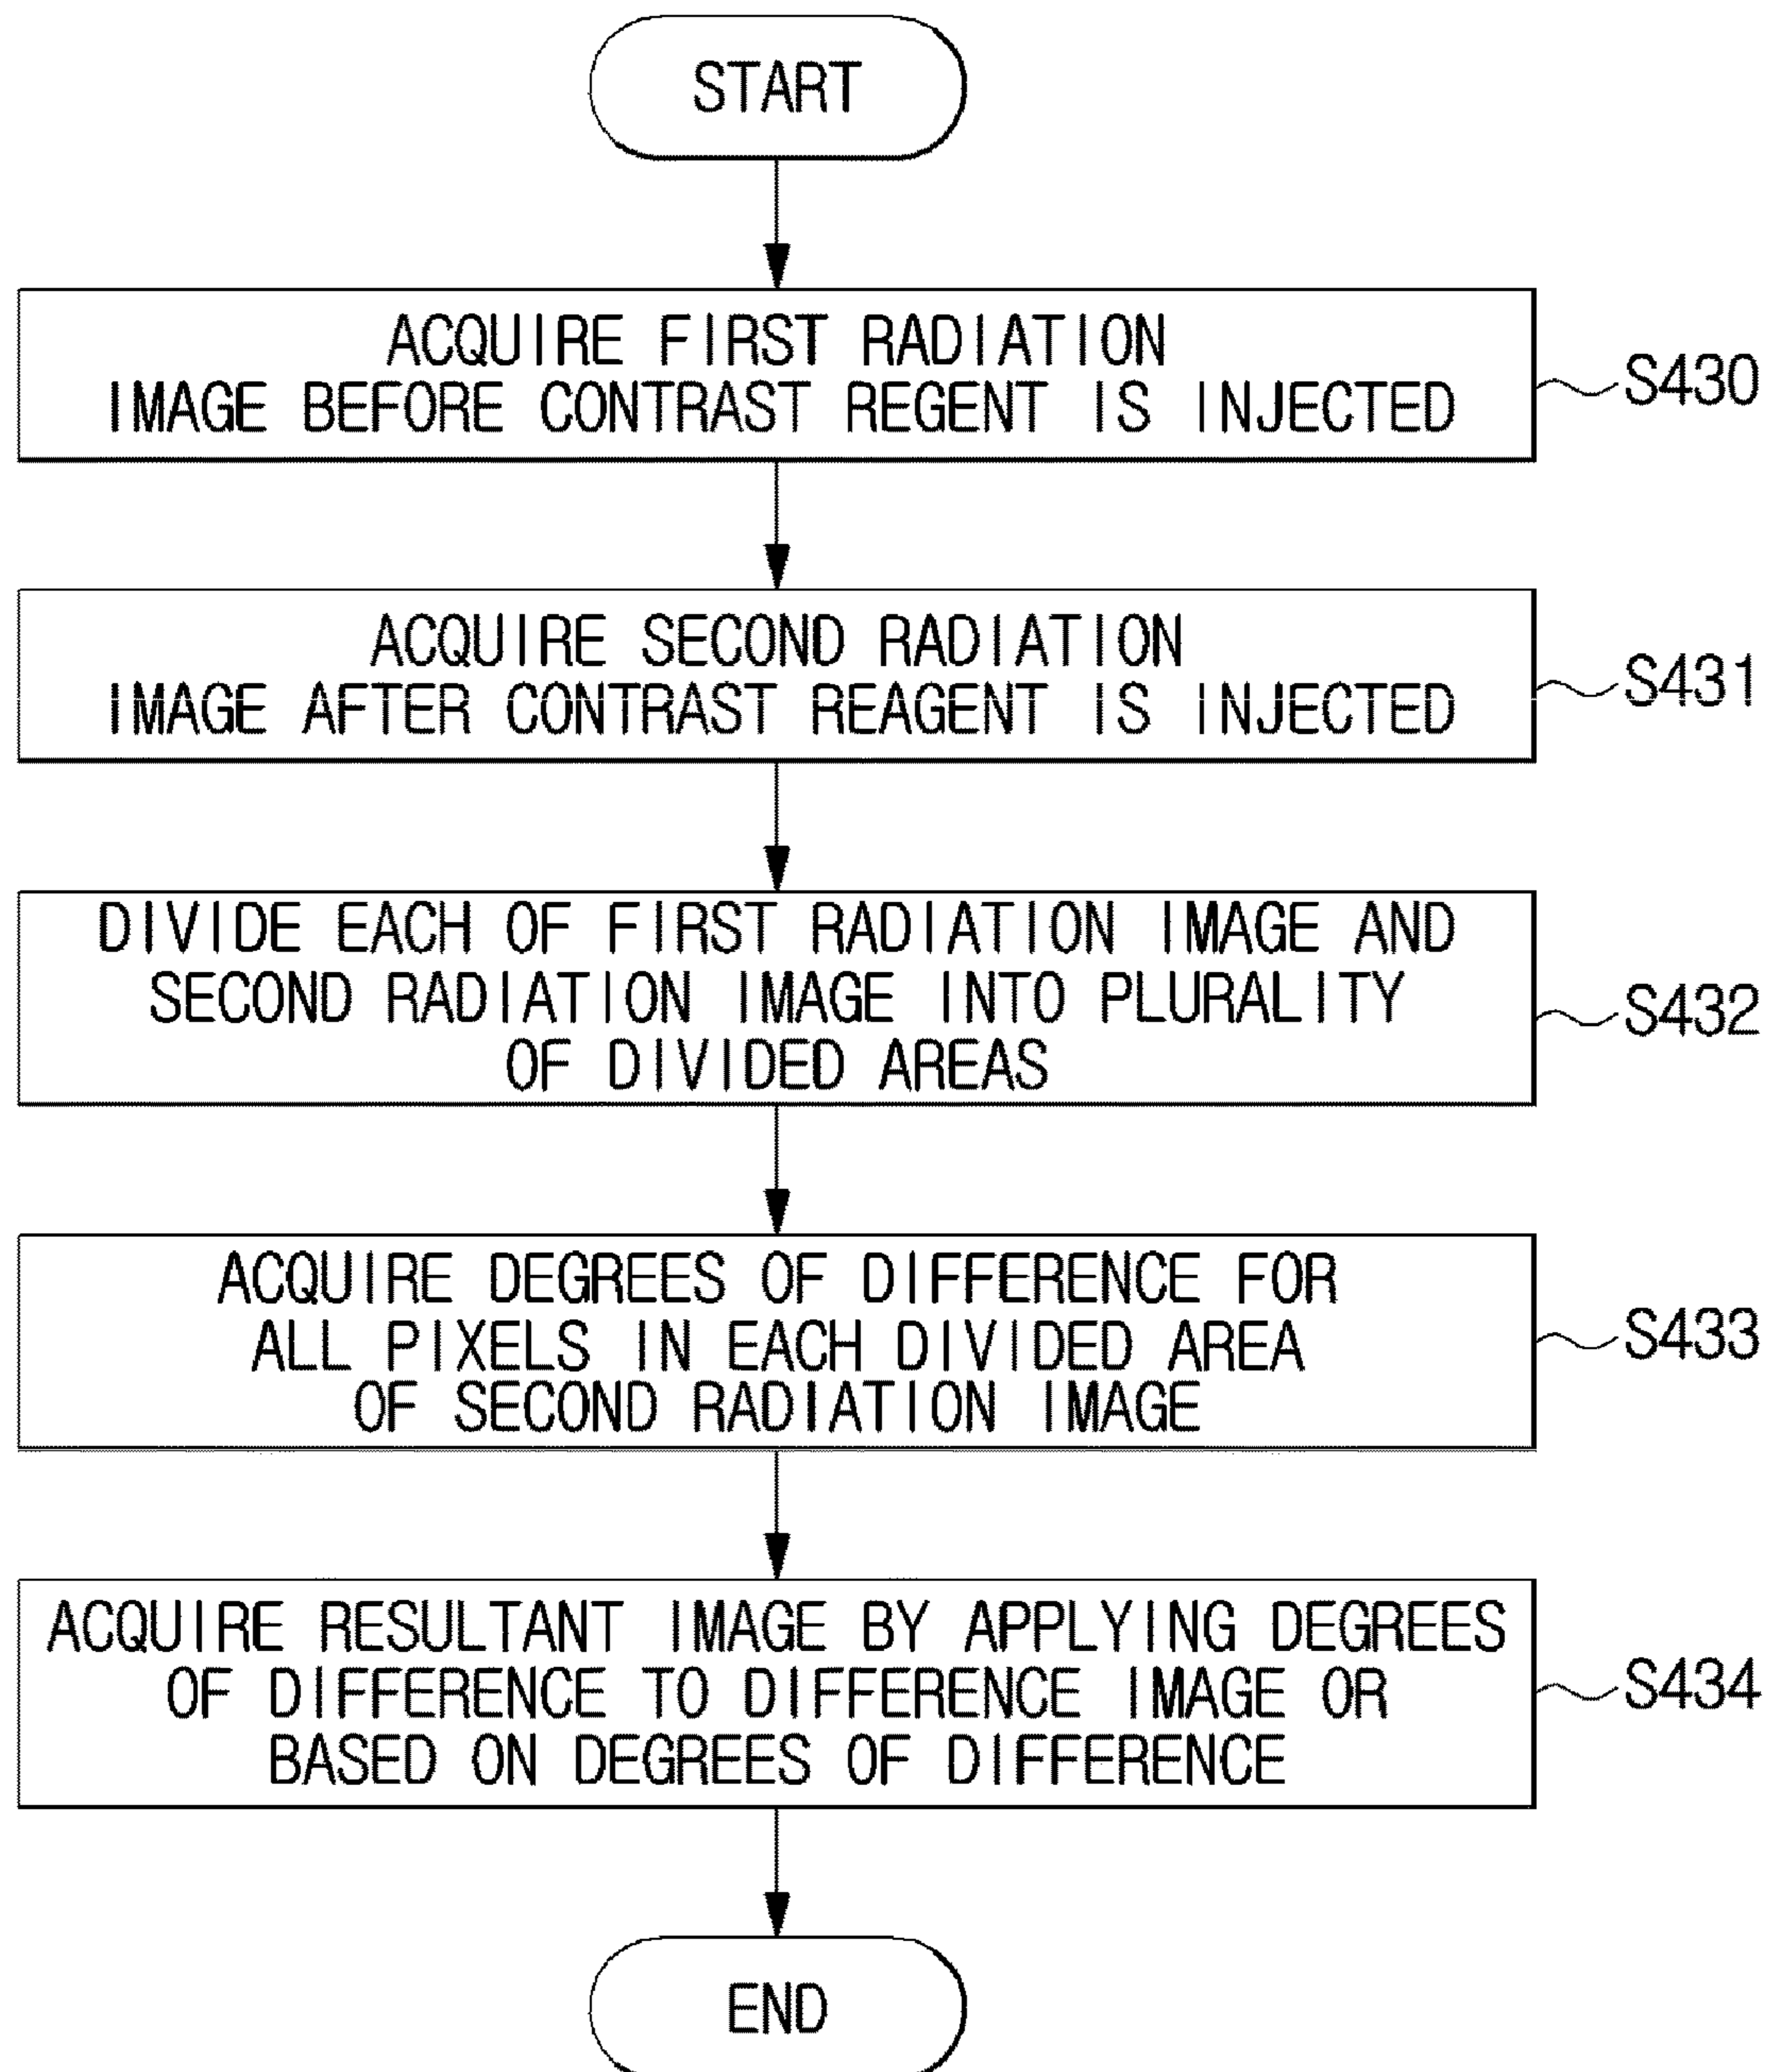 START
ACQUIRE FIRST RADIATION
IMAGE BEFORE CONTRAST REGENT IS INJECTED
S430
ACQUIRE SECOND RADIATION
IMAGE AFTER CONTRAST REAGENT IS INJECTED
S431
DIVIDE EACH OF FIRST RADIATION IMAGE AND
SECOND RADIATION IMAGE INTO PLURALITY
OF DIVIDED AREAS
S432
ACQUIRE DEGREES OF DIFFERENCE FOR
ALL PIXELS IN EACH DIVIDED AREA
OF SECOND RADIATION IMAGE
S433
ACQUIRE RESULTANT IMAGE BY APPLYING DEGREES
OF DIFFERENCE TO DIFFERENCE IMAGE OR
BASED ON DEGREES OF DIFFERENCE
S434
END